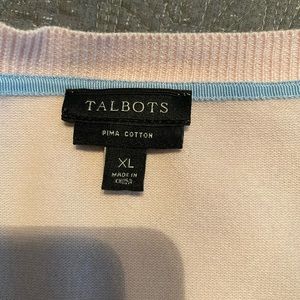 TALBOTS
PIMA COTTON
XL
MADE IN